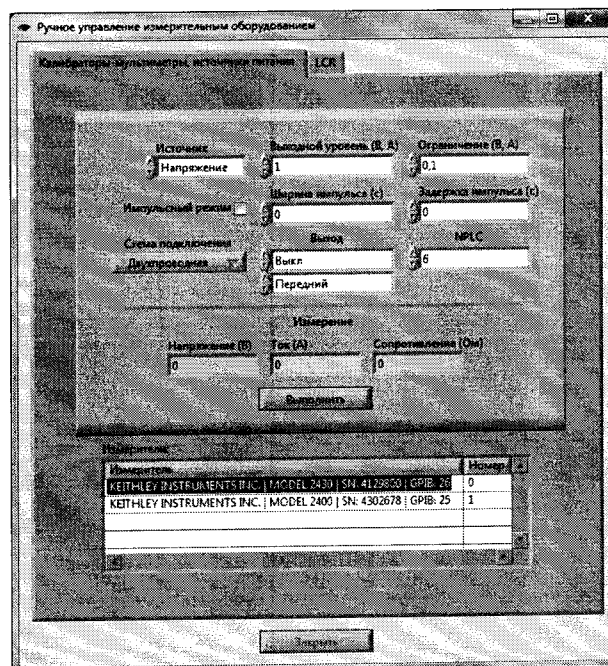 Ручное управление измерительным оборудованием
Калибраторы-мультиметры, источники питания LCR
Источник Выходной уровень (В, А) Ограничение (В, А)
Напряжение 1 0,1
Ширина импульса (с) Задержка импульса (с)
Импульсный режим 0 0
Схема подключения Выход NPLC
Двухпроводная Выкл 6
Передний
Измерение
Напряжение (В) Ток (А) Сопротивление (Ом)
0 0 0
Выполнить
Измерители
Измеритель Номер
KEITHLEY INSTRUMENTS INC. | MODEL 2430 | SN: 4129800 | GPIB: 26 0
KEITHLEY INSTRUMENTS INC. | MODEL 2400 | SN: 4302678 | GPIB: 25 1
Закрыть